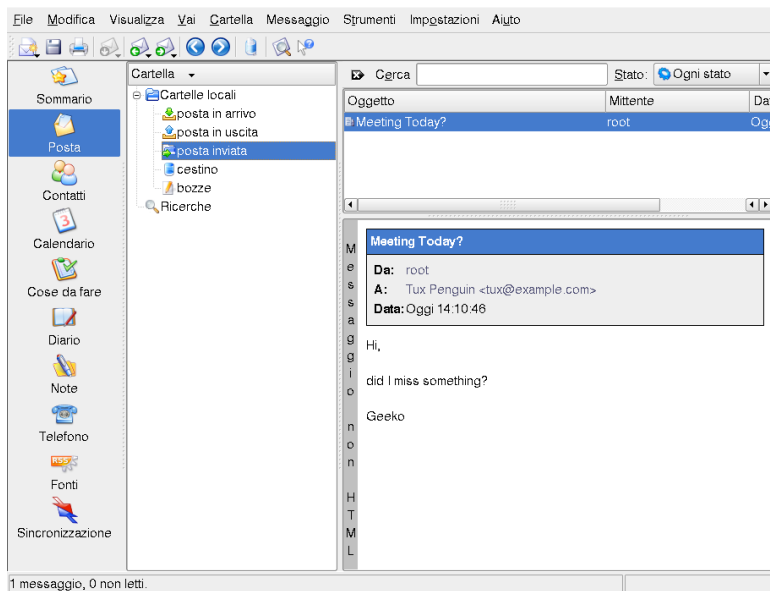 File Modifica Visualizza Vai Cartella Messaggio Strumenti Impostazioni Aiuto
Sommario
Posta
Contatti
Calendario
Cose da fare
Diario
Note
Telefono
Fonti
Sincronizzazione
Cartella
Cartelle locali
posta in arrivo
posta in uscita
posta inviata
cestino
bozze
Ricerche
Cerca Stato: Ogni stato
Oggetto Mittente Da
Meeting Today? root Og
Messaggio non HTML
Meeting Today?
Da: root
A: Tux Penguin <tux@example.com>
Data: Oggi 14:10:46
Hi,
did I miss something?
Geeko
1 messaggio, 0 non letti.